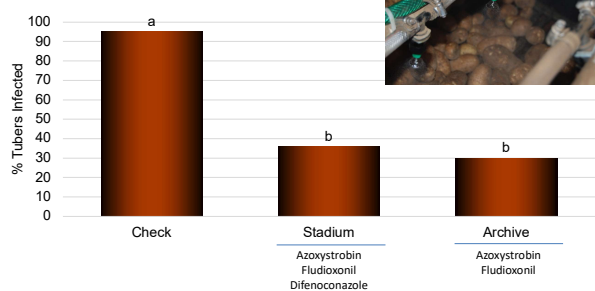 % Tubers Infected
100
90
80
70
60
50
40
30
20
10
0
a
b
b
Check
Stadium
Archive
Azoxystrobin
Fludioxonil
Difenoconazole
Azoxystrobin
Fludioxonil